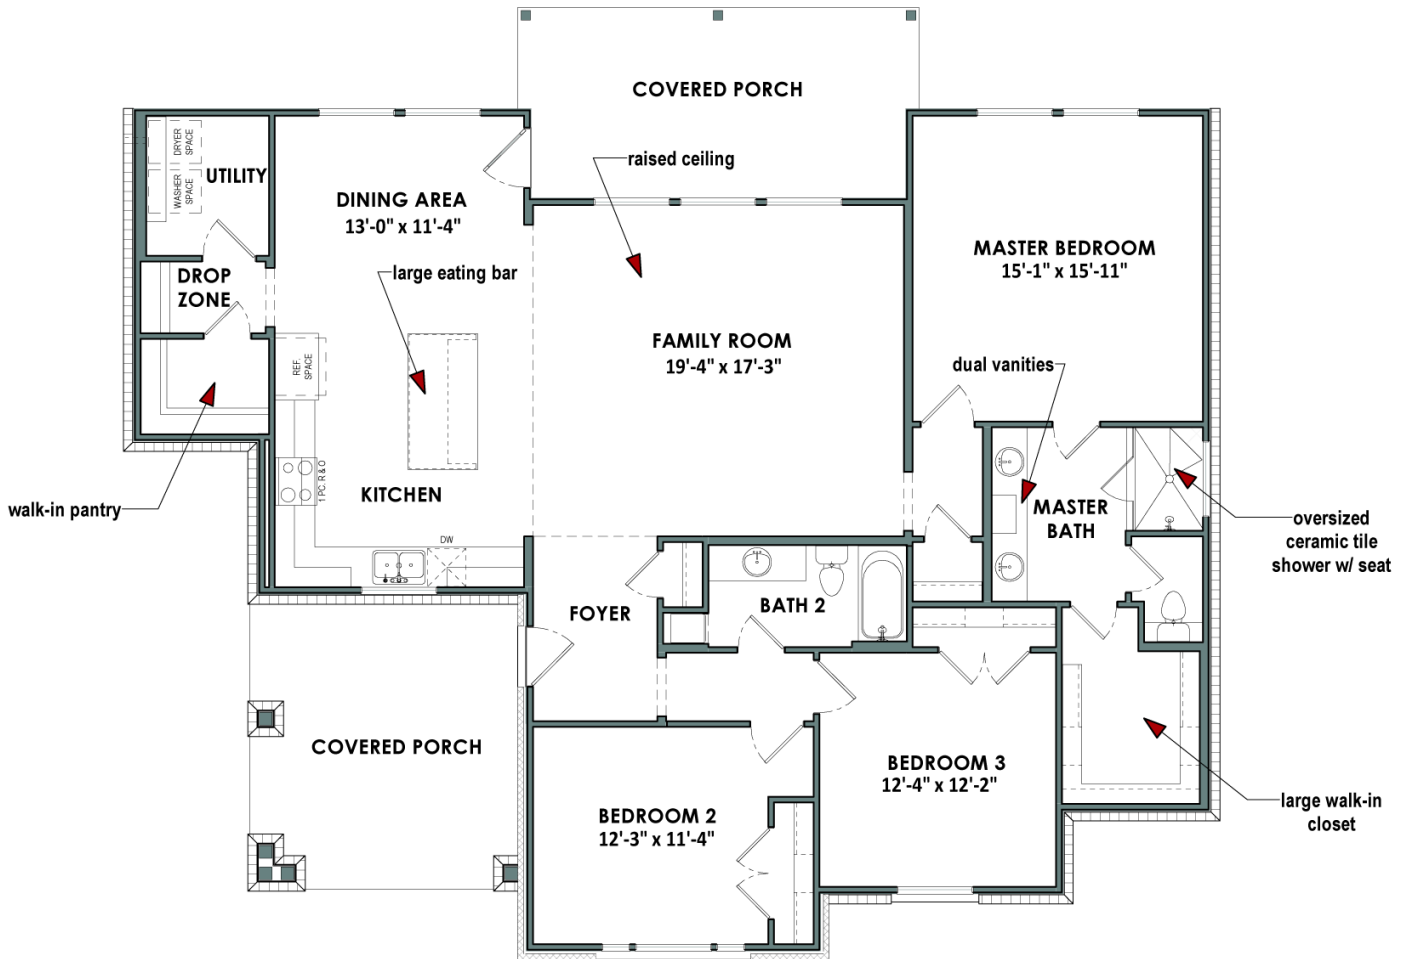 COVERED PORCH
raised ceiling
DRYER
SPACE
WASHER
SPACE
UTILITY
DINING AREA
13'-0" x 11'-4"
MASTER BEDROOM
15'-1" x 15'-11"
DROP
ZONE
large eating bar
FAMILY ROOM
19'-4" x 17'-3"
REF.
SPACE
dual vanities
1 PC. R & O
KITCHEN
walk-in pantry
MASTER
BATH
oversized
ceramic tile
shower w/ seat
DW
FOYER
BATH 2
COVERED PORCH
BEDROOM 3
12'-4" x 12'-2"
BEDROOM 2
12'-3" x 11'-4"
large walk-in
closet